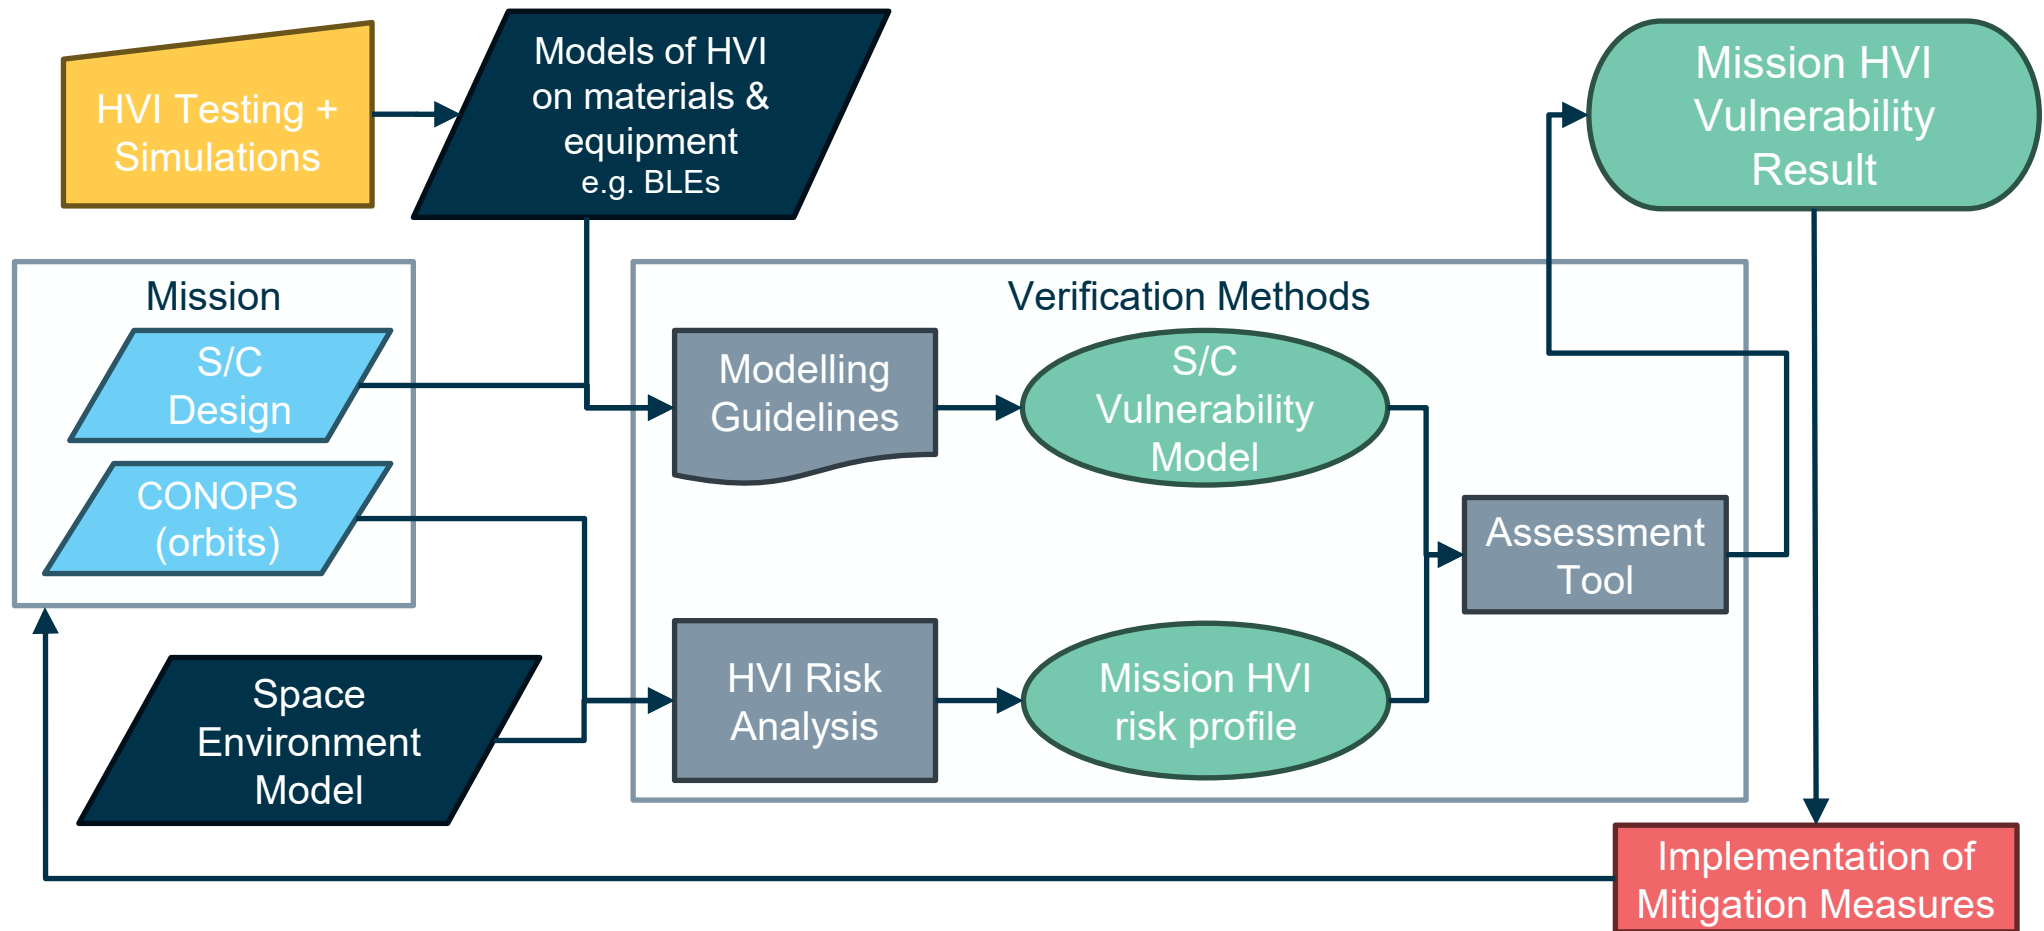 HVI Testing +
Simulations
Models of HVI
on materials &
equipment
e.g. BLEs
Mission HVI
Vulnerability
Result
Mission
S/C
Design
CONOPS
(orbits)
Space
Environment
Model
Verification Methods
Modelling
Guidelines
S/C
Vulnerability
Model
HVI Risk
Analysis
Mission HVI
risk profile
Assessment
Tool
Implementation of
Mitigation Measures